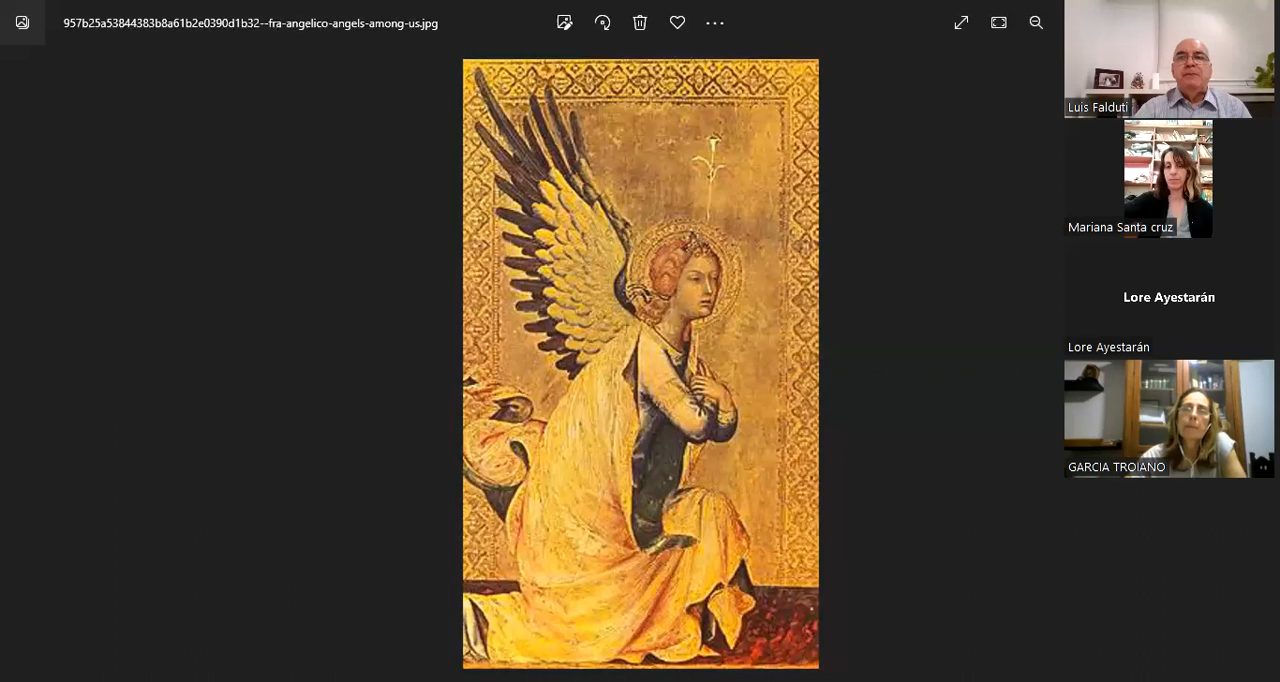 957b25a53844383b8a61b2e0390d1b32--fra-angelico-angels-among-us.jpg
Luis Falduti
Mariana Santa cruz
Lore Ayestarán
Lore Ayestarán
GARCIA TROIANO